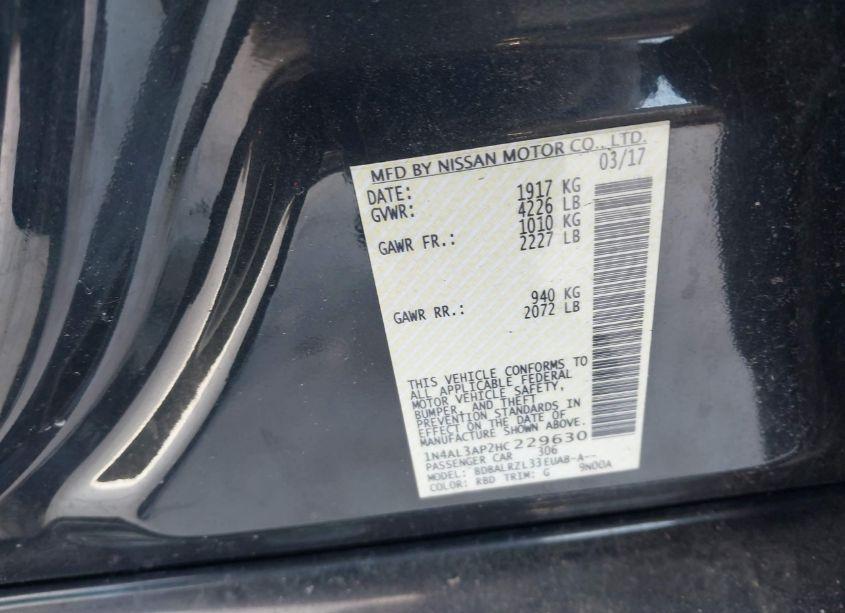 MFD BY NISSAN MOTOR CO., LTD.
DATE: 03/17
GVWR: 1917 KG
4226 LB
GAWR FR.: 1010 KG
2227 LB
GAWR RR.: 940 KG
2072 LB
THIS VEHICLE CONFORMS TO
ALL APPLICABLE FEDERAL
MOTOR VEHICLE SAFETY,
BUMPER, AND THEFT
PREVENTION STANDARDS IN
EFFECT ON THE DATE OF
MANUFACTURE SHOWN ABOVE.
1N4AL3AP2HC229630
PASSENGER CAR 306
MODEL: BDBALRZL33EUAB-A--
COLOR: RBD TRIM: G 9N00A